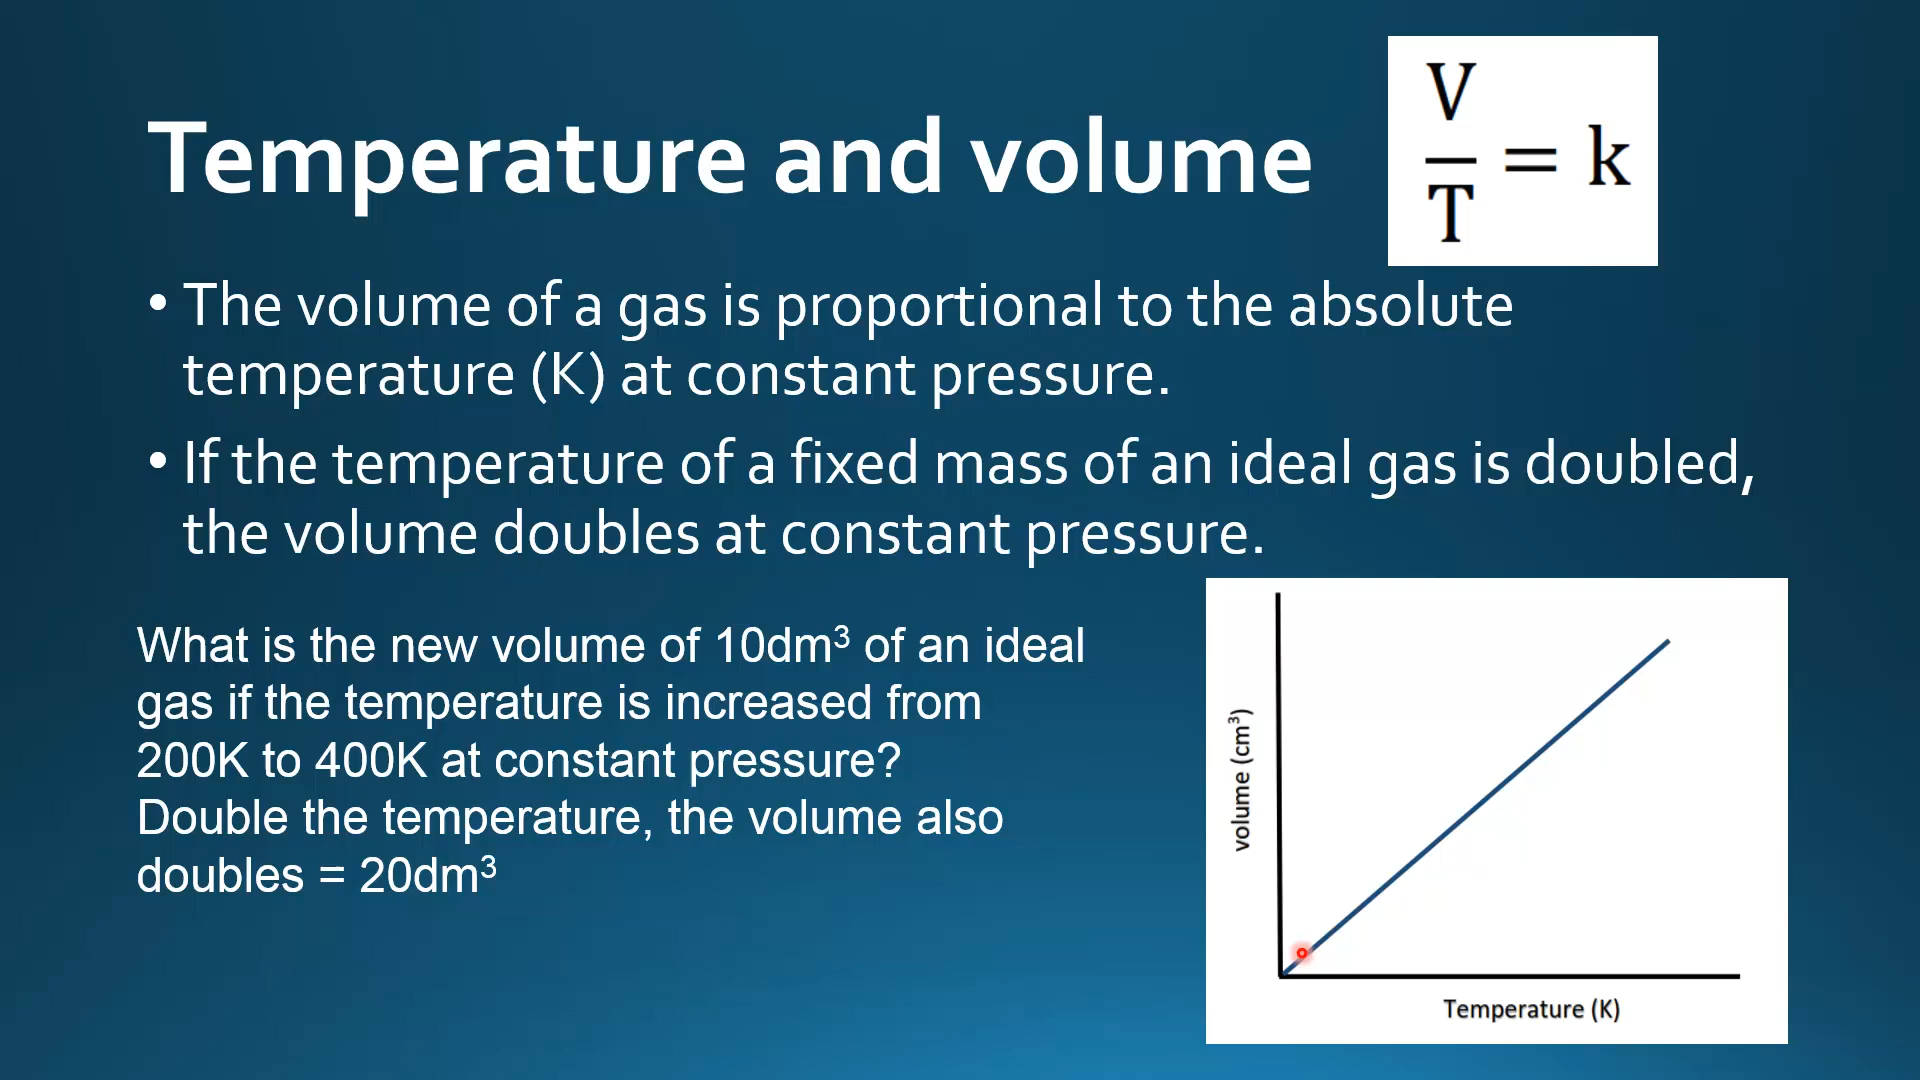 Temperature and volume
V
—
T
= k
• The volume of a gas is proportional to the absolute
temperature (K) at constant pressure.
• If the temperature of a fixed mass of an ideal gas is doubled,
the volume doubles at constant pressure.
What is the new volume of 10dm³ of an ideal
gas if the temperature is increased from
200K to 400K at constant pressure?
Double the temperature, the volume also
doubles = 20dm³
volume (cm³)
Temperature (K)